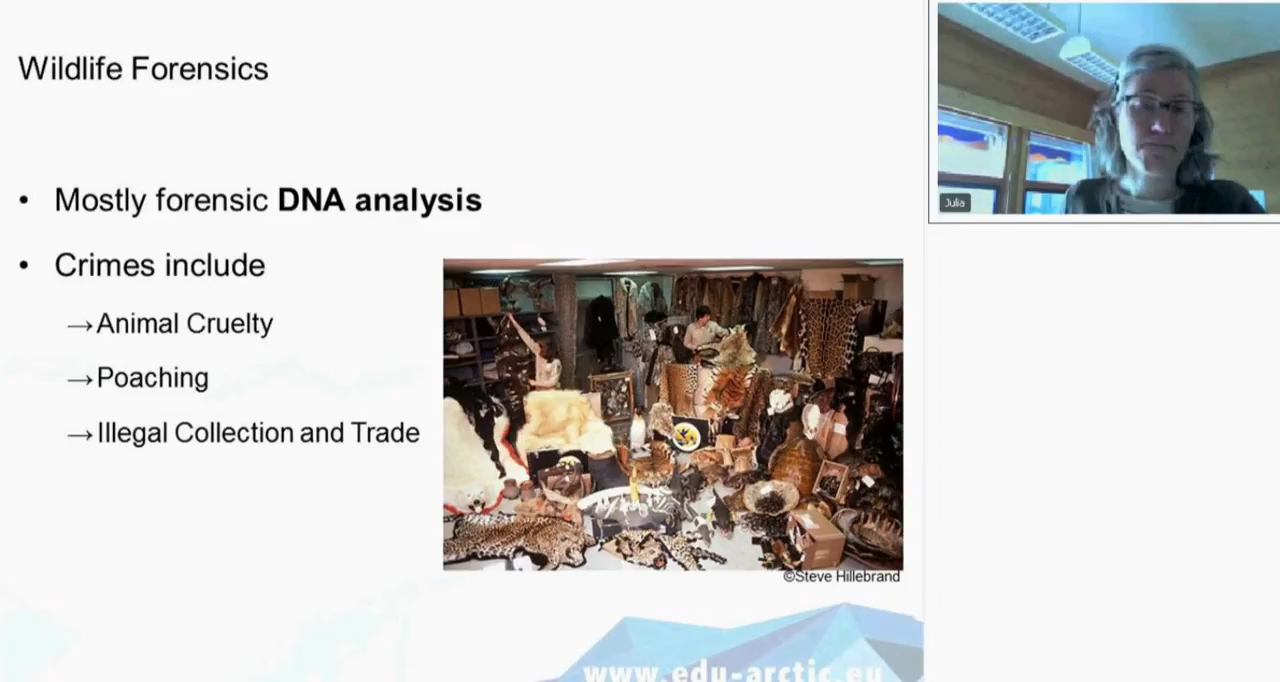 Wildlife Forensics
• Mostly forensic DNA analysis
• Crimes include
→Animal Cruelty
→Poaching
→Illegal Collection and Trade
©Steve Hillebrand
www.edu-arctic.eu
Julia